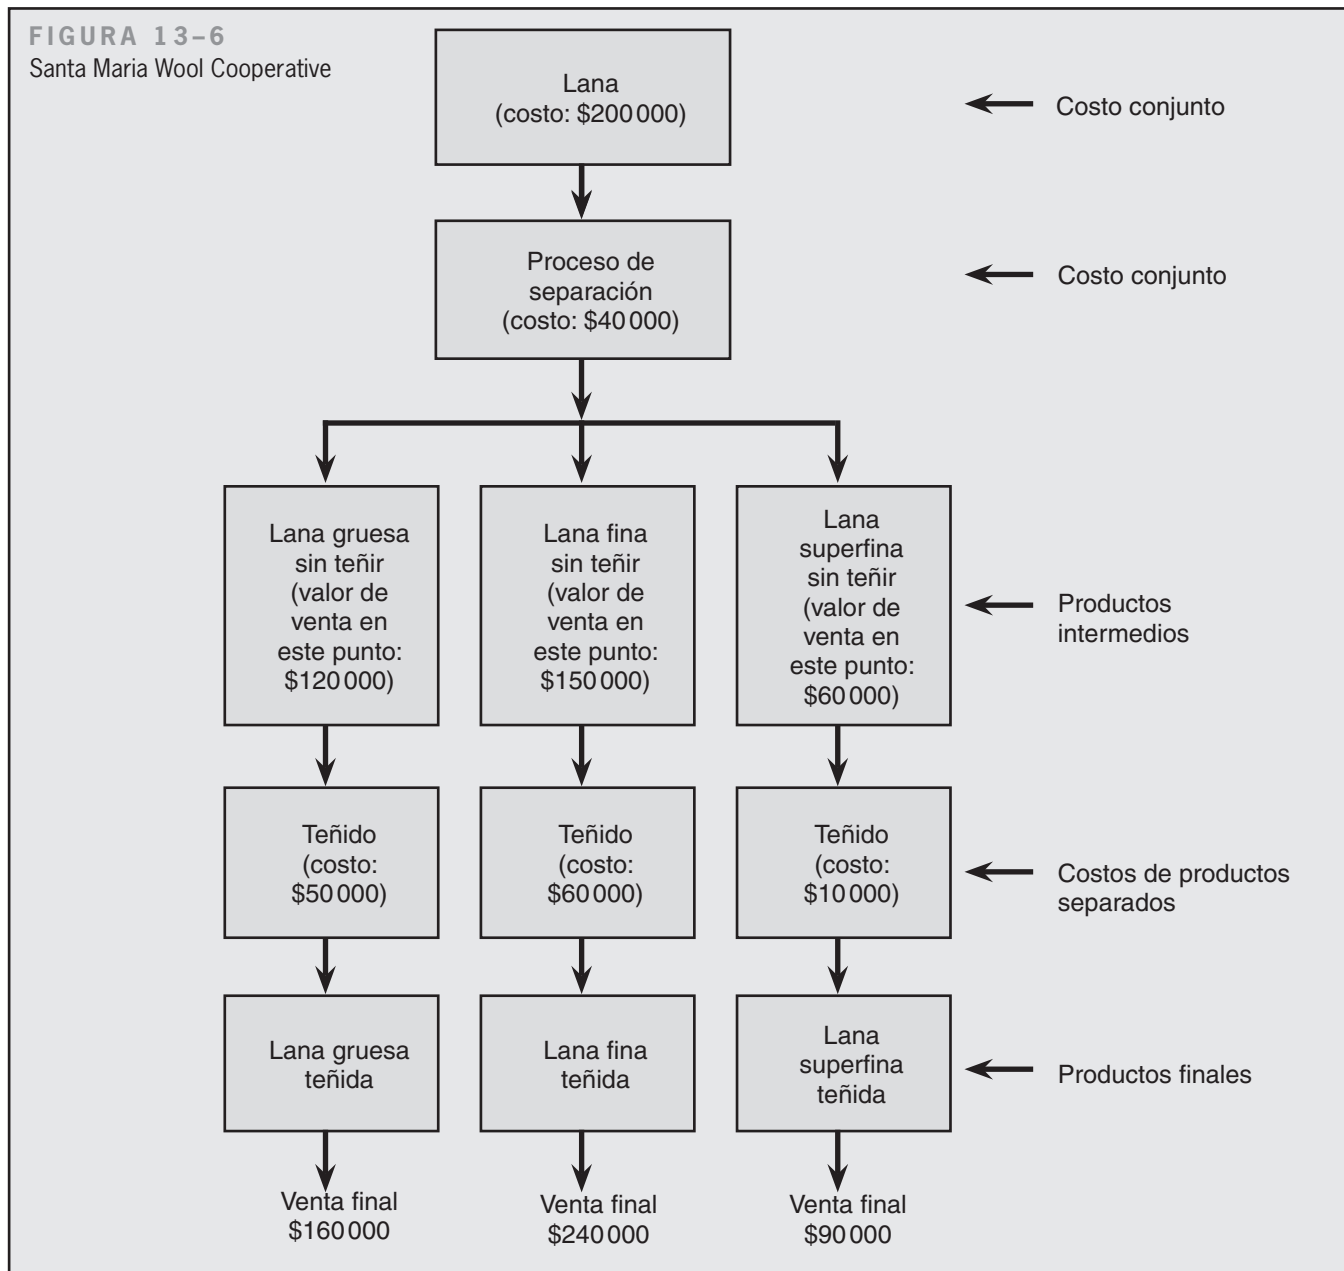 FIGURA 13–6
Santa Maria Wool Cooperative
Lana
(costo: $200 000)
Costo conjunto
Proceso de
separación
(costo: $40 000)
Costo conjunto
Lana gruesa
sin teñir
(valor de
venta en
este punto:
$120 000)
Lana fina
sin teñir
(valor de
venta en
este punto:
$150 000)
Lana
superfina
sin teñir
(valor de
venta en
este punto:
$60 000)
Productos
intermedios
Teñido
(costo:
$50 000)
Teñido
(costo:
$60 000)
Teñido
(costo:
$10 000)
Costos de productos
separados
Lana gruesa
teñida
Lana fina
teñida
Lana
superfina
teñida
Productos finales
Venta final
$160 000
Venta final
$240 000
Venta final
$90 000